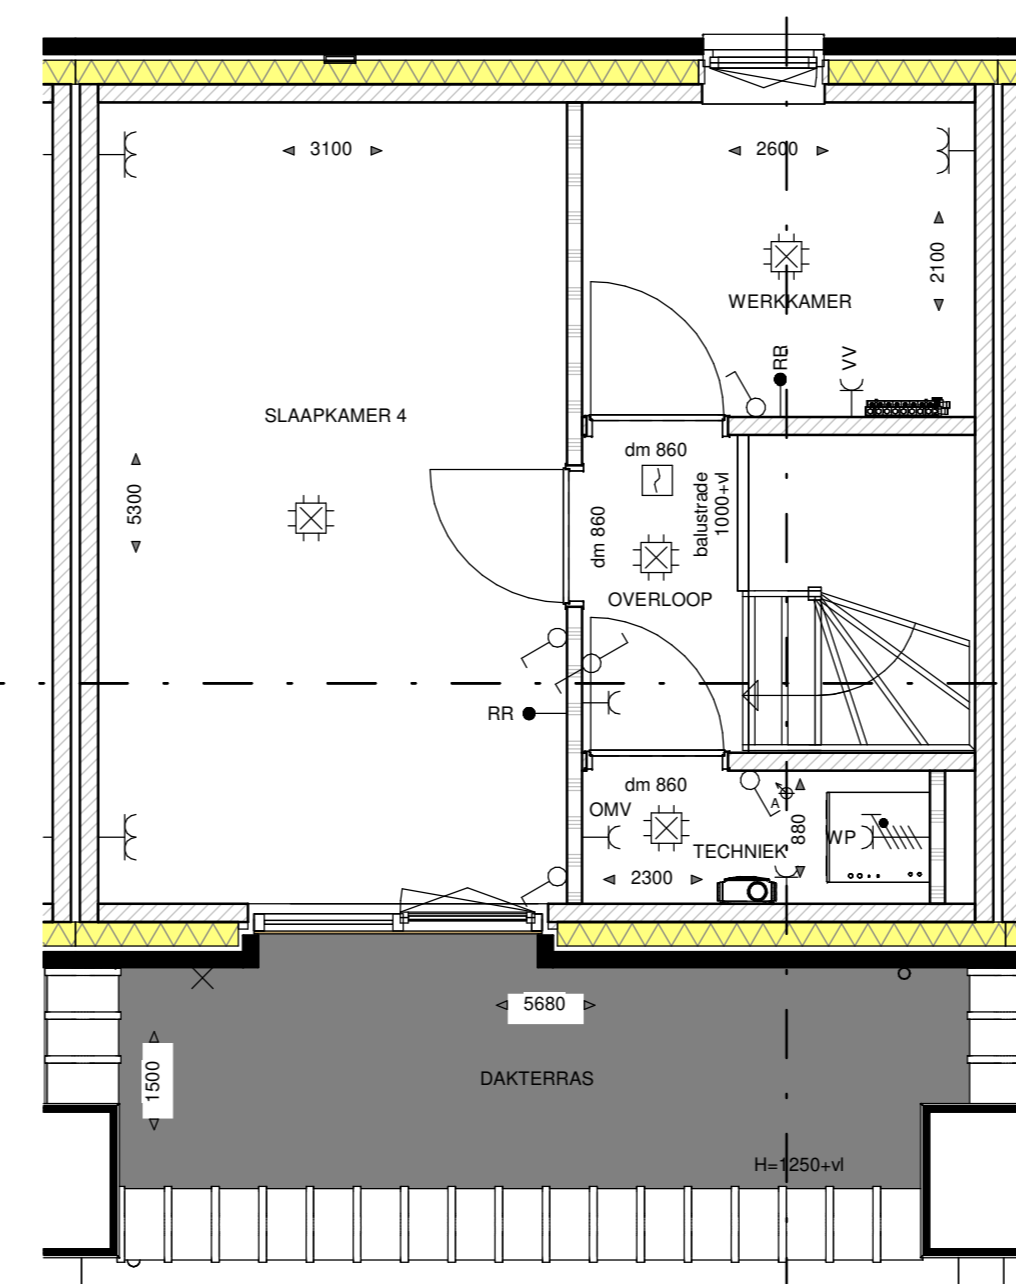 3100
2600
2100
WERKKAMER
RB
VV
SLAAPKAMER 4
5300
dm 860
balustrade
1000+vl
dm 860
OVERLOOP
RR
dm 860
OMV
A
880
WP
TECHNIEK
2300
5680
1500
DAKTERRAS
H=1250+vl